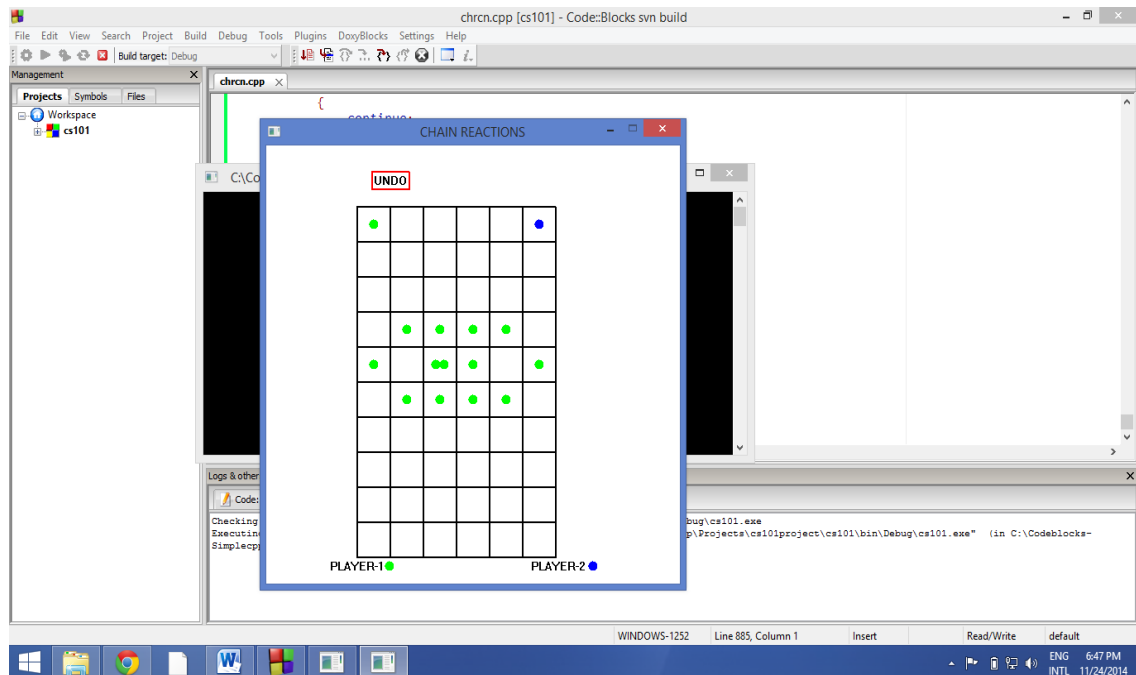 chrcn.cpp [cs101] - Code::Blocks svn build
File Edit View Search Project Build Debug Tools Plugins DoxyBlocks Settings Help
Build target: Debug
Management
chrcn.cpp
Projects Symbols Files
{
continue;
Workspace
cs101
CHAIN REACTIONS
C:\Co
UNDO
PLAYER-1
PLAYER-2
Logs & other
Code:
Checking bug\cs101.exe
Executing p\Projects\cs101project\cs101\bin\Debug\cs101.exe" (in C:\Codeblocks-
Simplecpp
WINDOWS-1252 Line 885, Column 1 Insert Read/Write default
ENG 6:47 PM
INTL 11/24/2014